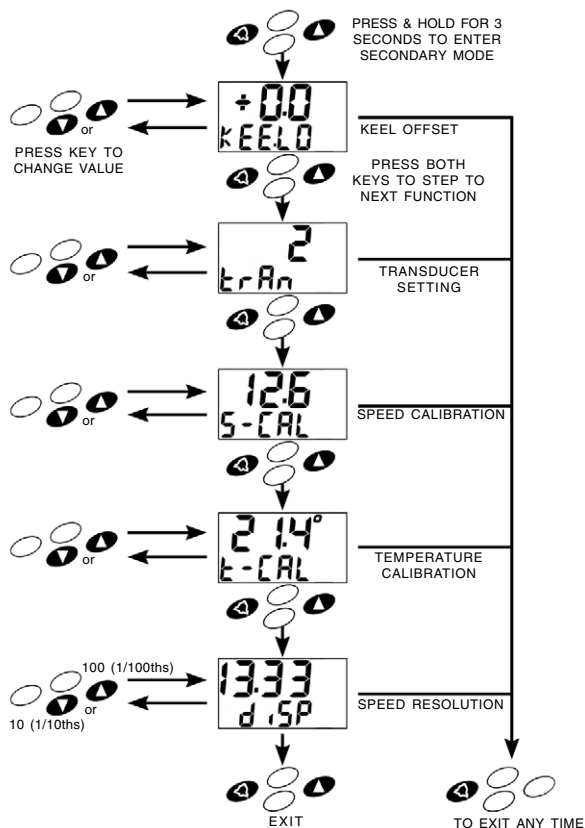 PRESS & HOLD FOR 3
SECONDS TO ENTER
SECONDARY MODE
+ 0.0
KEELO
KEEL OFFSET
or
PRESS KEY TO
CHANGE VALUE
PRESS BOTH
KEYS TO STEP TO
NEXT FUNCTION
2
trAn
or
TRANSDUCER
SETTING
12.6
S-CAL
or
SPEED CALIBRATION
21.4°
t-CAL
or
TEMPERATURE
CALIBRATION
100 (1/100ths)
13.33
diSP
or
10 (1/10ths)
SPEED RESOLUTION
EXIT
TO EXIT ANY TIME